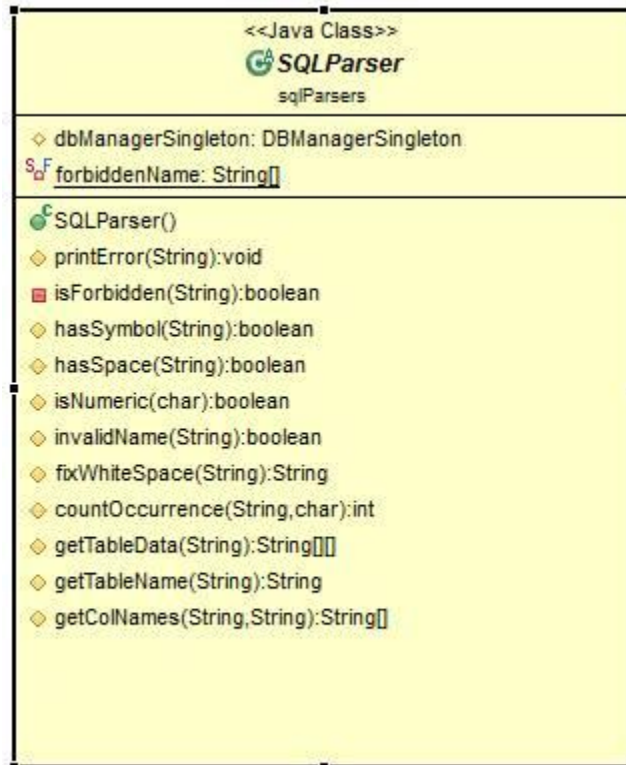 <<Java Class>>
SQLParser
sqlParsers
dbManagerSingleton: DBManagerSingleton
forbiddenName: String[]
SQLParser()
printError(String):void
isForbidden(String):boolean
hasSymbol(String):boolean
hasSpace(String):boolean
isNumeric(char):boolean
invalidName(String):boolean
fixWhiteSpace(String):String
countOccurrence(String,char):int
getTableData(String):String[][]
getTableName(String):String
getColNames(String,String):String[]